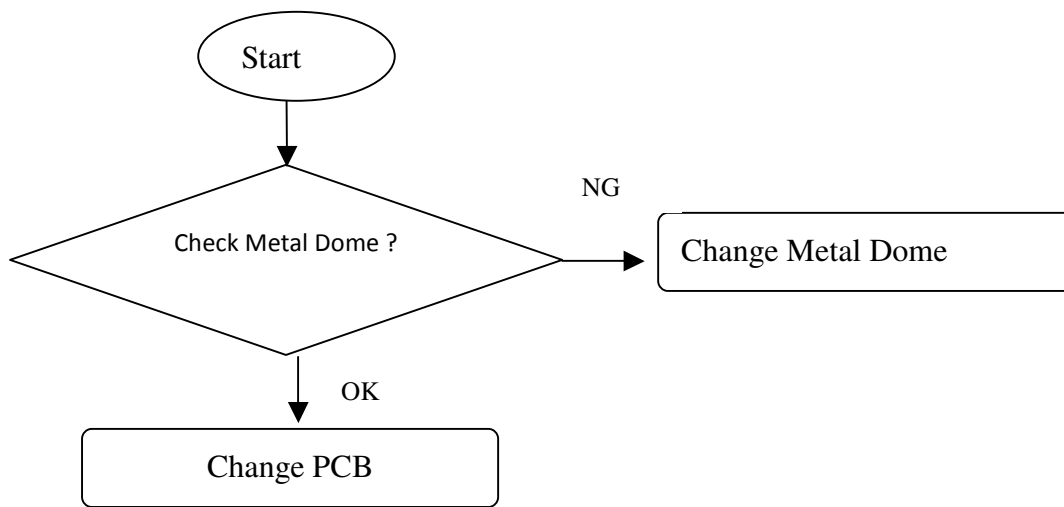 Start
NG
Check Metal Dome ?
Change Metal Dome
OK
Change PCB